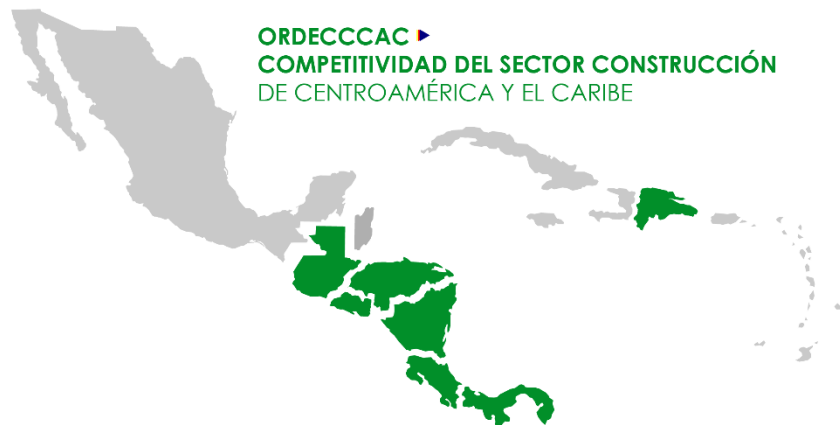 ORDECCCAC
COMPETITIVIDAD DEL SECTOR CONSTRUCCIÓN
DE CENTROAMÉRICA Y EL CARIBE